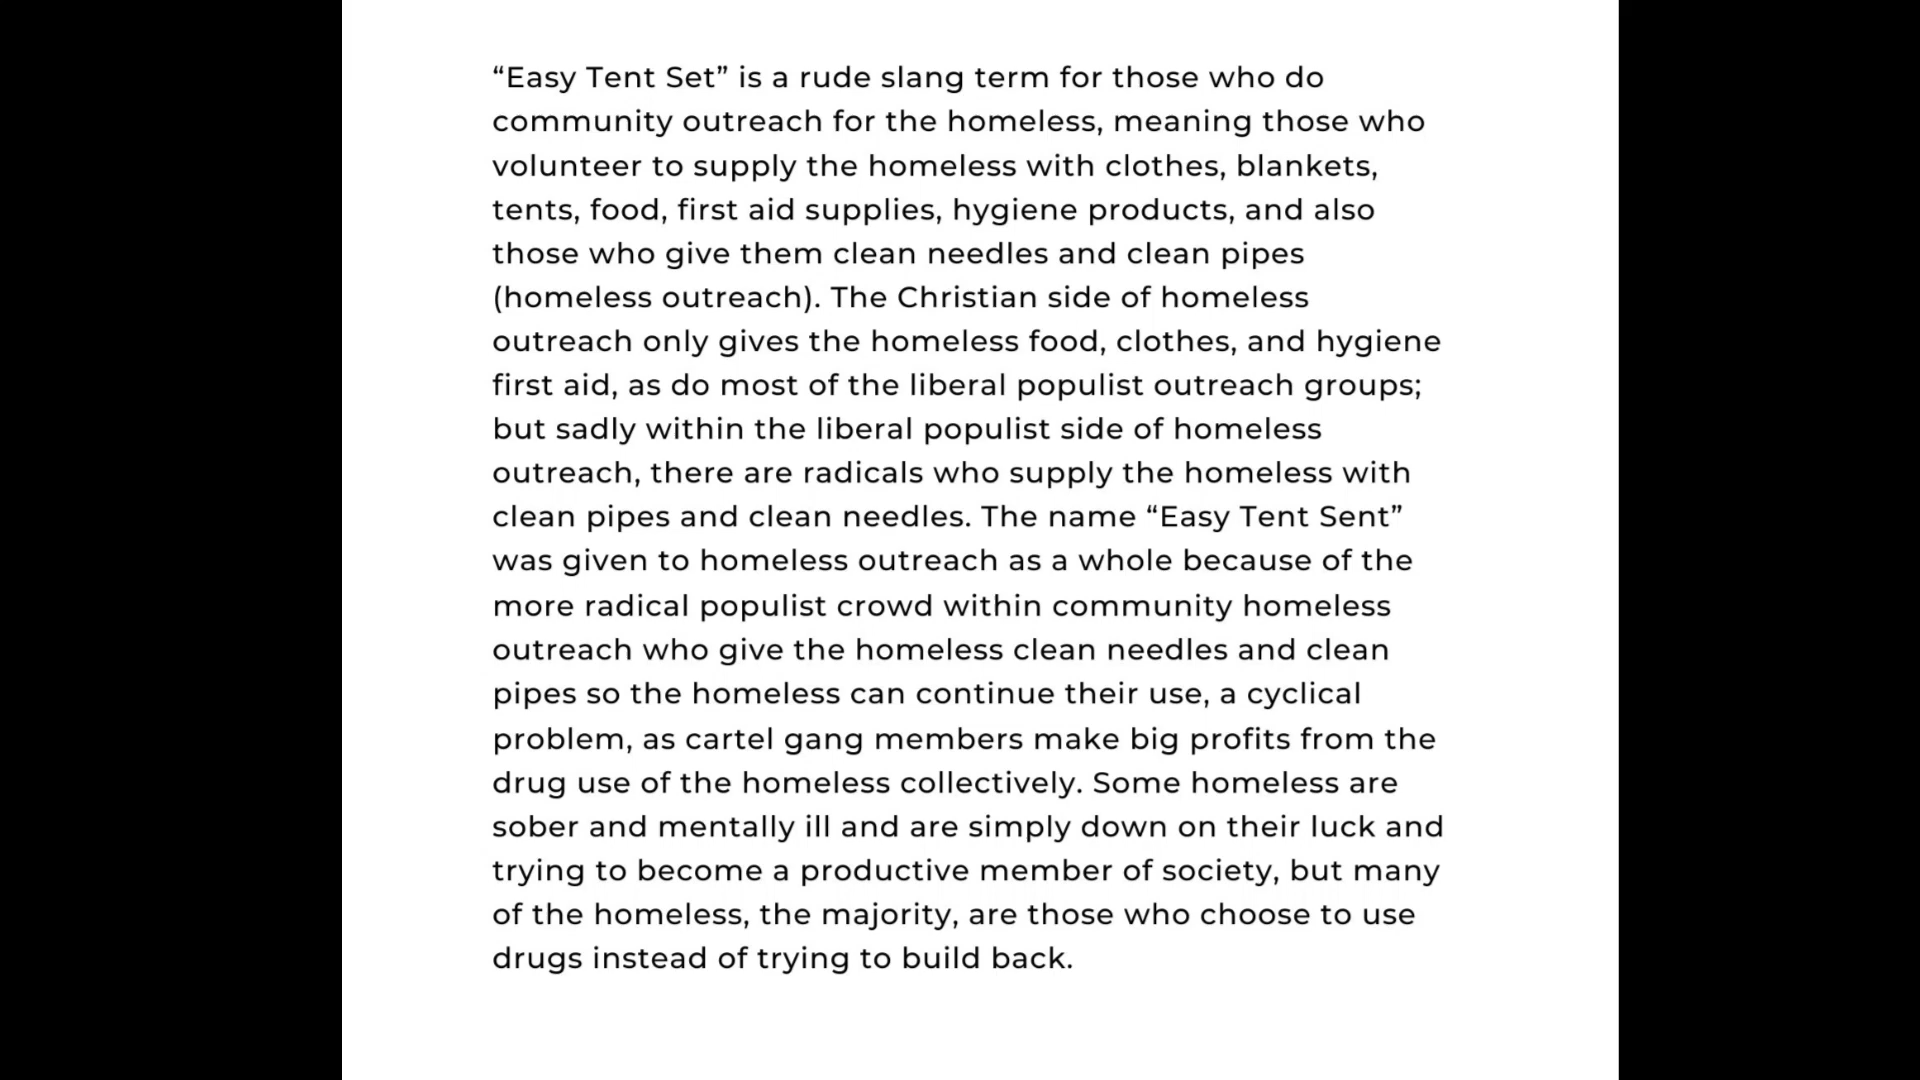 “Easy Tent Set” is a rude slang term for those who do
community outreach for the homeless, meaning those who
volunteer to supply the homeless with clothes, blankets,
tents, food, first aid supplies, hygiene products, and also
those who give them clean needles and clean pipes
(homeless outreach). The Christian side of homeless
outreach only gives the homeless food, clothes, and hygiene
first aid, as do most of the liberal populist outreach groups;
but sadly within the liberal populist side of homeless
outreach, there are radicals who supply the homeless with
clean pipes and clean needles. The name “Easy Tent Sent”
was given to homeless outreach as a whole because of the
more radical populist crowd within community homeless
outreach who give the homeless clean needles and clean
pipes so the homeless can continue their use, a cyclical
problem, as cartel gang members make big profits from the
drug use of the homeless collectively. Some homeless are
sober and mentally ill and are simply down on their luck and
trying to become a productive member of society, but many
of the homeless, the majority, are those who choose to use
drugs instead of trying to build back.